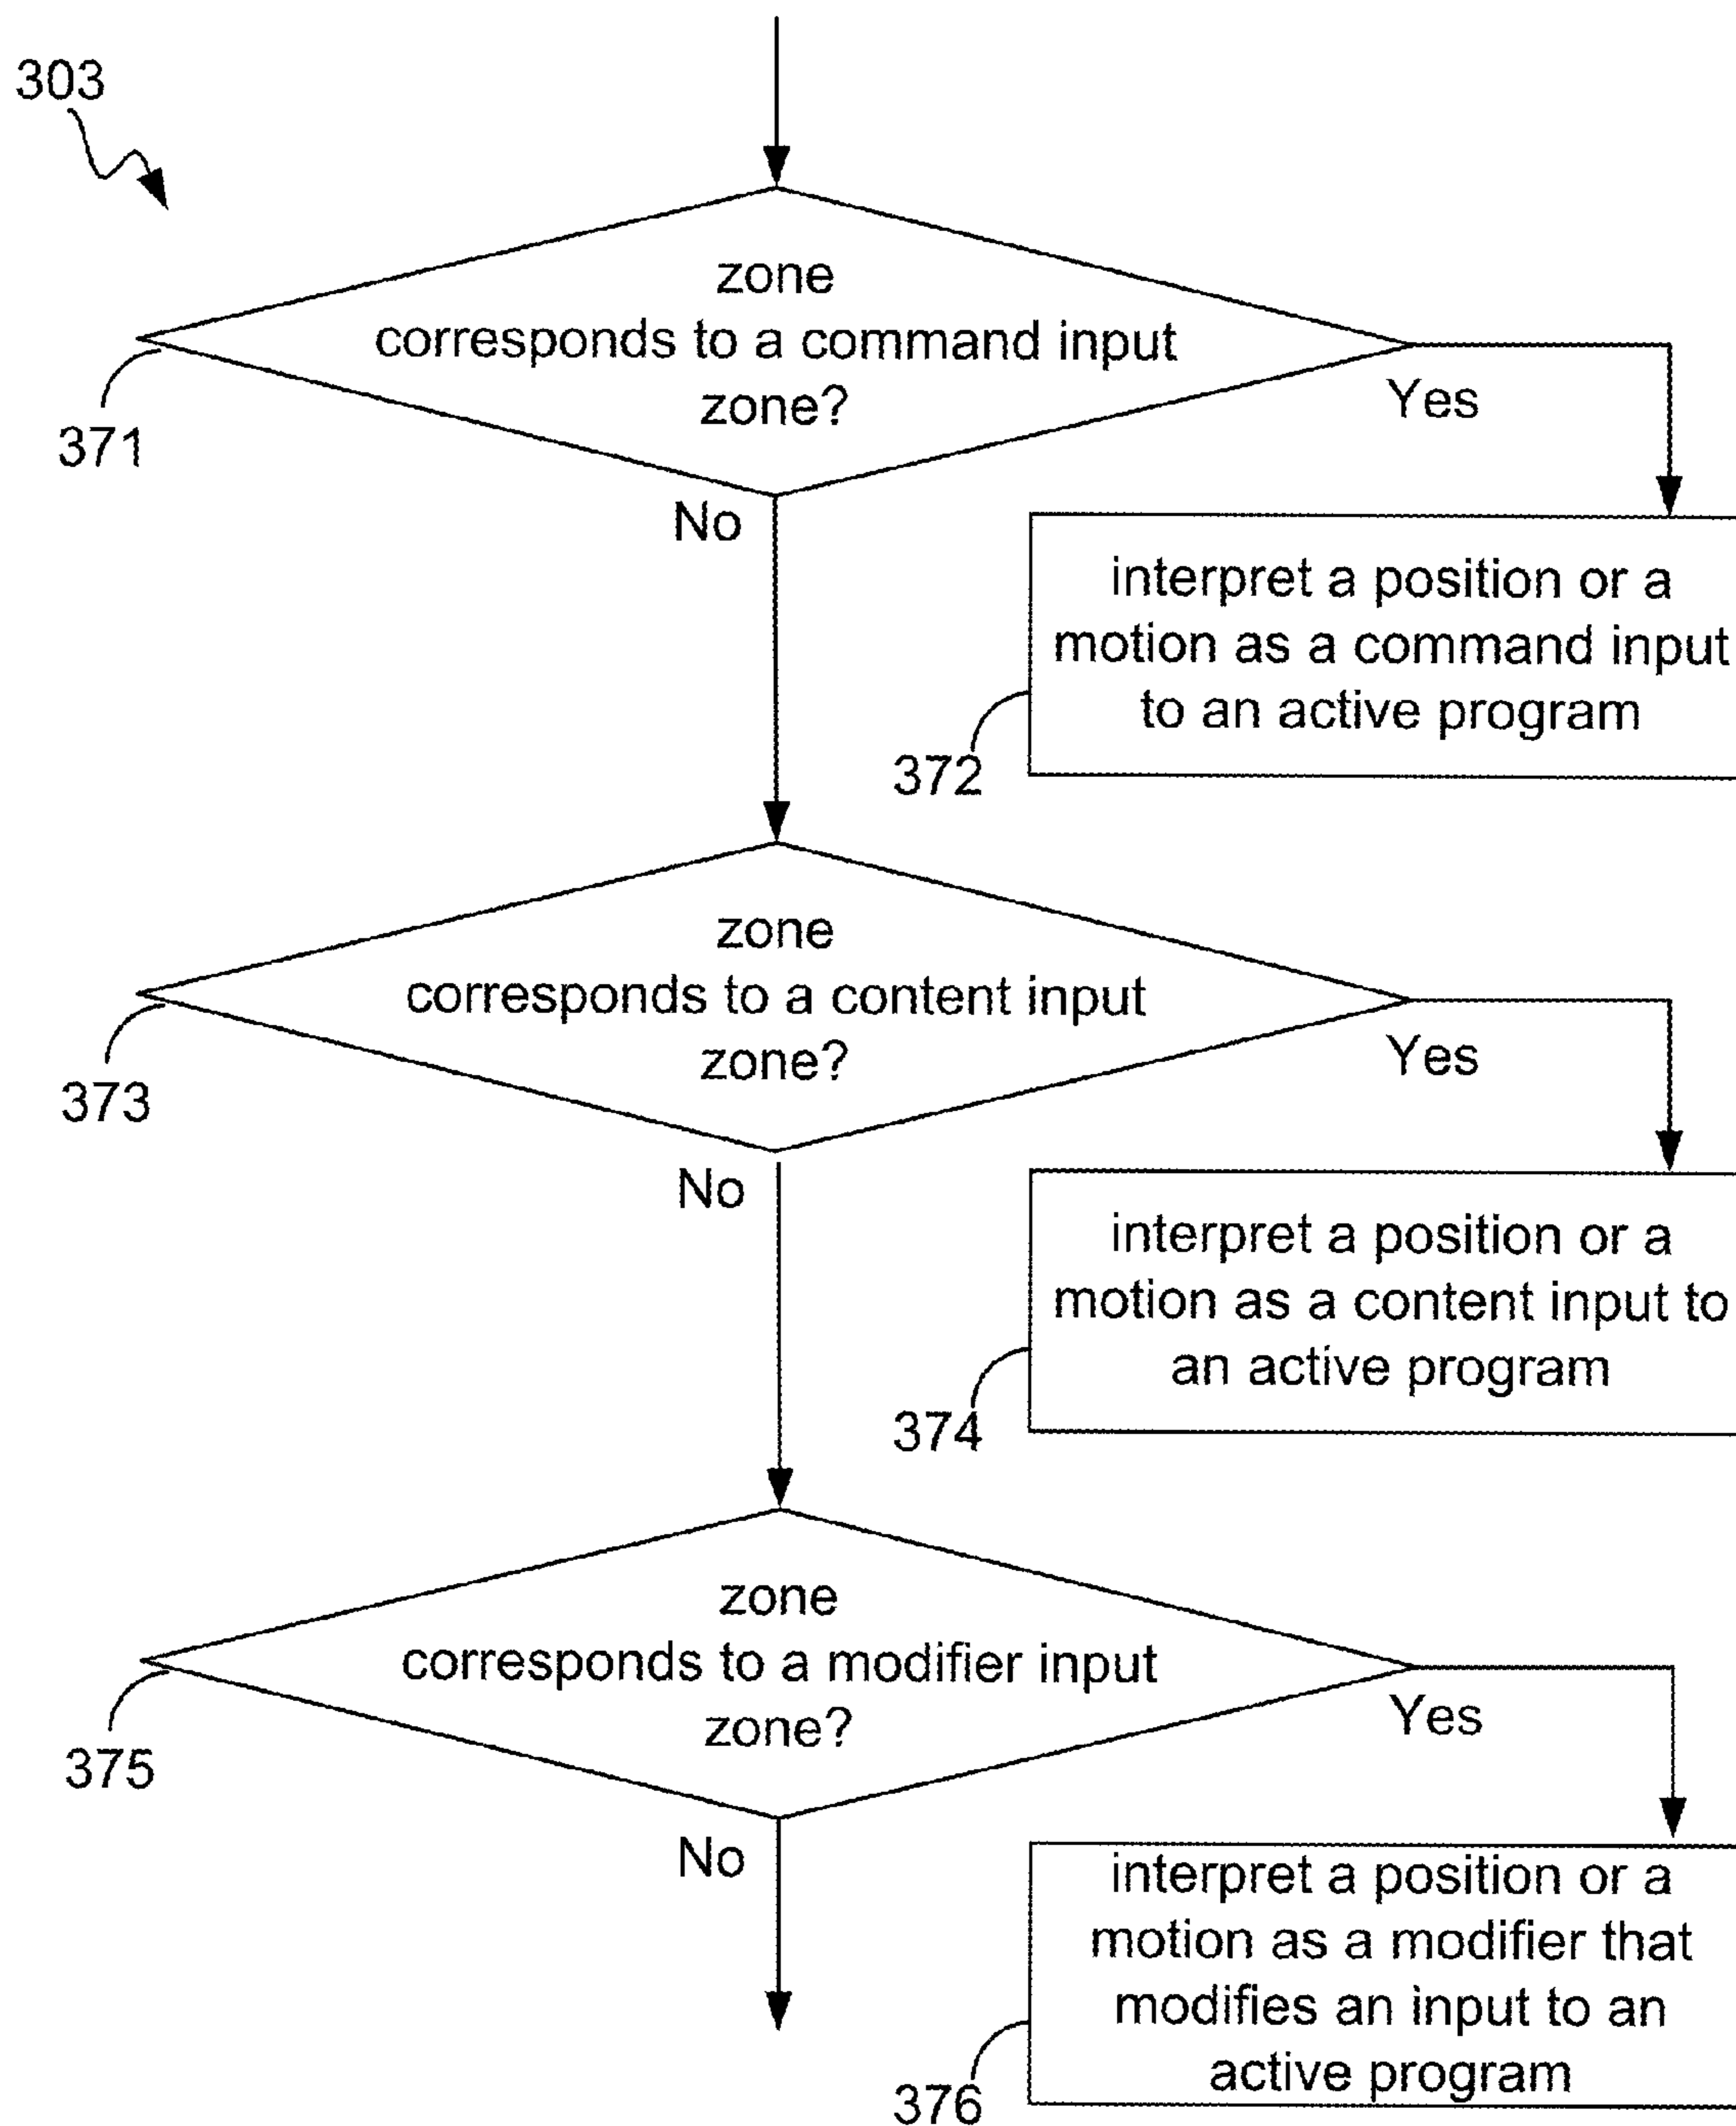 303
zone
corresponds to a command input
zone?
371
Yes
No
interpret a position or a
motion as a command input
to an active program
372
zone
corresponds to a content input
zone?
373
Yes
No
interpret a position or a
motion as a content input to
an active program
374
zone
corresponds to a modifier input
zone?
375
Yes
No
interpret a position or a
motion as a modifier that
modifies an input to an
active program
376